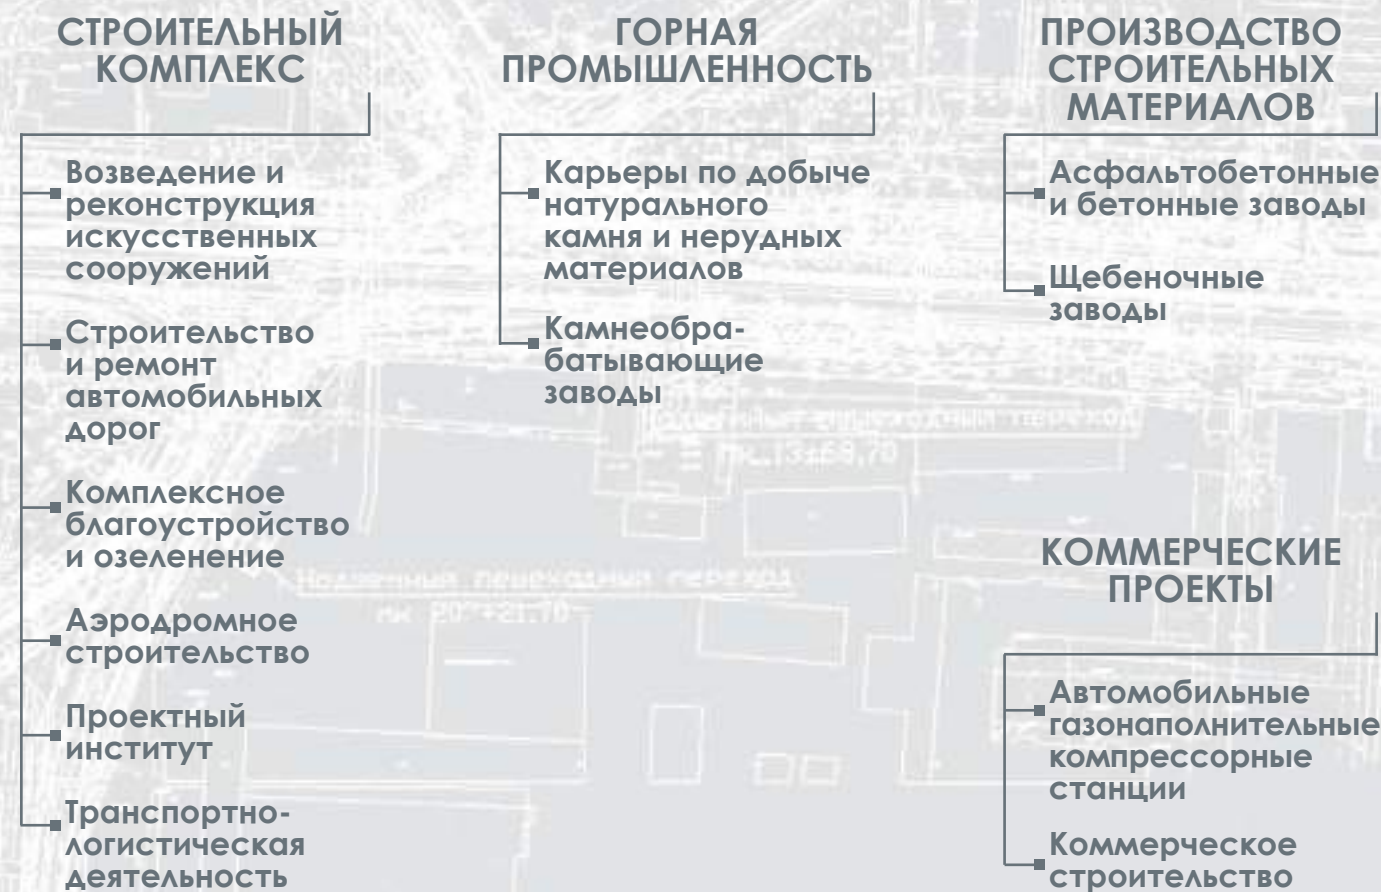 СТРОИТЕЛЬНЫЙ
КОМПЛЕКС
Возведение и
реконструкция
искусственных
сооружений
Строительство
и ремонт
автомобильных
дорог
Комплексное
благоустройство
и озеленение
Аэродромное
строительство
Проектный
институт
Транспортно-
логистическая
деятельность
ГОРНАЯ
ПРОМЫШЛЕННОСТЬ
Карьеры по добыче
натурального
камня и нерудных
материалов
Камнеобра-
батывающие
заводы
ПРОИЗВОДСТВО
СТРОИТЕЛЬНЫХ
МАТЕРИАЛОВ
Асфальтобетонные
и бетонные заводы
Щебеночные
заводы
КОММЕРЧЕСКИЕ
ПРОЕКТЫ
Автомобильные
газонаполнительные
компрессорные
станции
Коммерческое
строительство
пешеходный переход